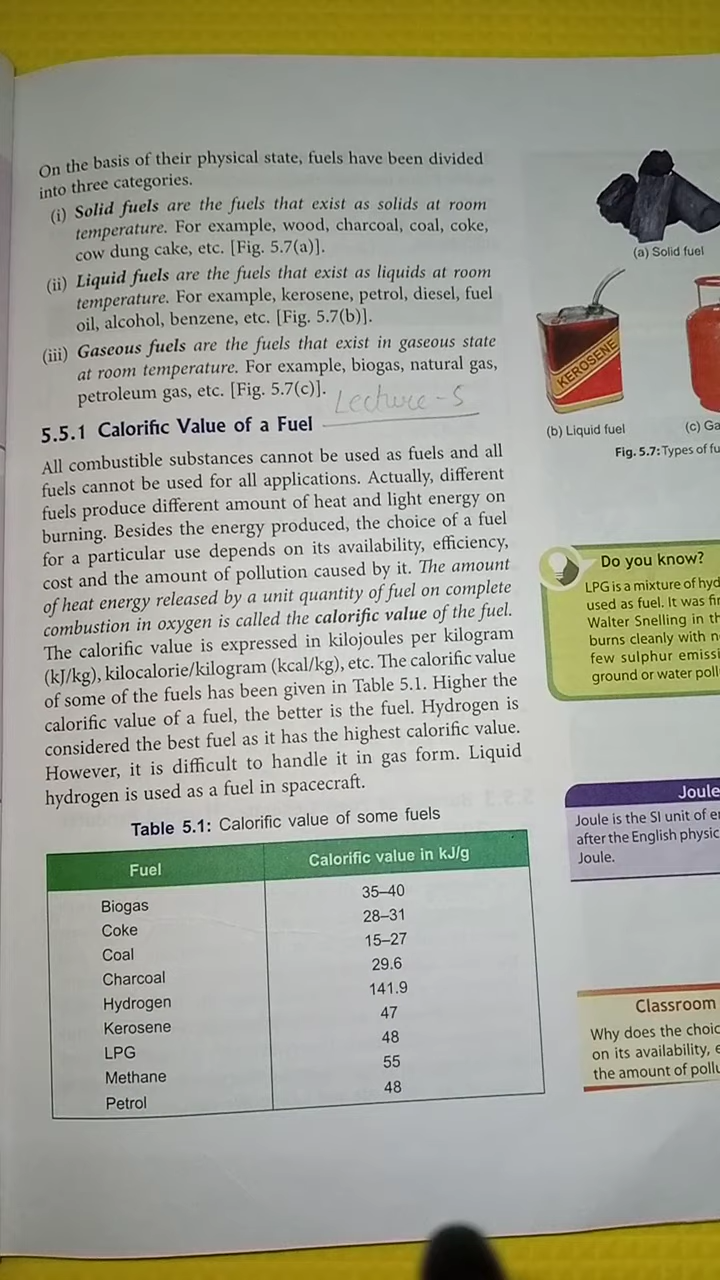 On the basis of their physical state, fuels have been divided
into three categories.
(i) Solid fuels are the fuels that exist as solids at room
temperature. For example, wood, charcoal, coal, coke,
cow dung cake, etc. [Fig. 5.7(a)].
(ii) Liquid fuels are the fuels that exist as liquids at room
temperature. For example, kerosene, petrol, diesel, fuel
oil, alcohol, benzene, etc. [Fig. 5.7(b)].
(iii) Gaseous fuels are the fuels that exist in gaseous state
at room temperature. For example, biogas, natural gas,
petroleum gas, etc. [Fig. 5.7(c)].
Lecture-5
5.5.1 Calorific Value of a Fuel
All combustible substances cannot be used as fuels and all
fuels cannot be used for all applications. Actually, different
fuels produce different amount of heat and light energy on
burning. Besides the energy produced, the choice of a fuel
for a particular use depends on its availability, efficiency,
cost and the amount of pollution caused by it. The amount
of heat energy released by a unit quantity of fuel on complete
combustion in oxygen is called the calorific value of the fuel.
The calorific value is expressed in kilojoules per kilogram
(kJ/kg), kilocalorie/kilogram (kcal/kg), etc. The calorific value
of some of the fuels has been given in Table 5.1. Higher the
calorific value of a fuel, the better is the fuel. Hydrogen is
considered the best fuel as it has the highest calorific value.
However, it is difficult to handle it in gas form. Liquid
hydrogen is used as a fuel in spacecraft.
Table 5.1: Calorific value of some fuels
Fuel Calorific value in kJ/g
Biogas 35–40
Coke 28–31
Coal 15–27
Charcoal 29.6
Hydrogen 141.9
Kerosene 47
LPG 48
Methane 55
Petrol 48
(a) Solid fuel
KEROSENE
(b) Liquid fuel
(c) Ga
Fig. 5.7: Types of fu
Do you know?
LPG is a mixture of hyd
used as fuel. It was fir
Walter Snelling in th
burns cleanly with n
few sulphur emissi
ground or water poll
Joule
Joule is the SI unit of e
after the English physic
Joule.
Classroom
Why does the choic
on its availability, e
the amount of pollu